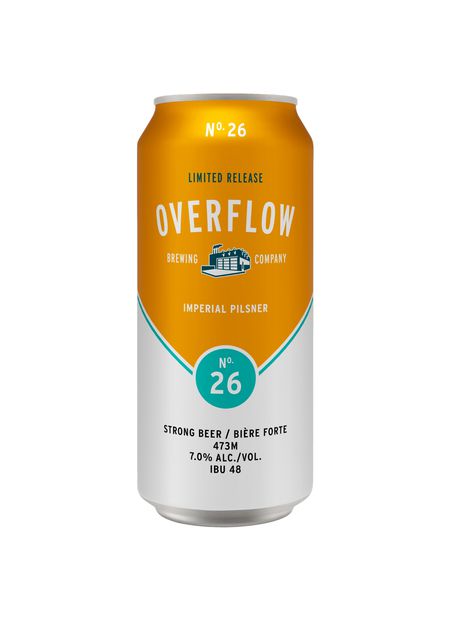 No. 26
LIMITED RELEASE
OVERFLOW
BREWING COMPANY
IMPERIAL PILSNER
No.
26
STRONG BEER / BIÈRE FORTE
473M
7.0% ALC./VOL.
IBU 48